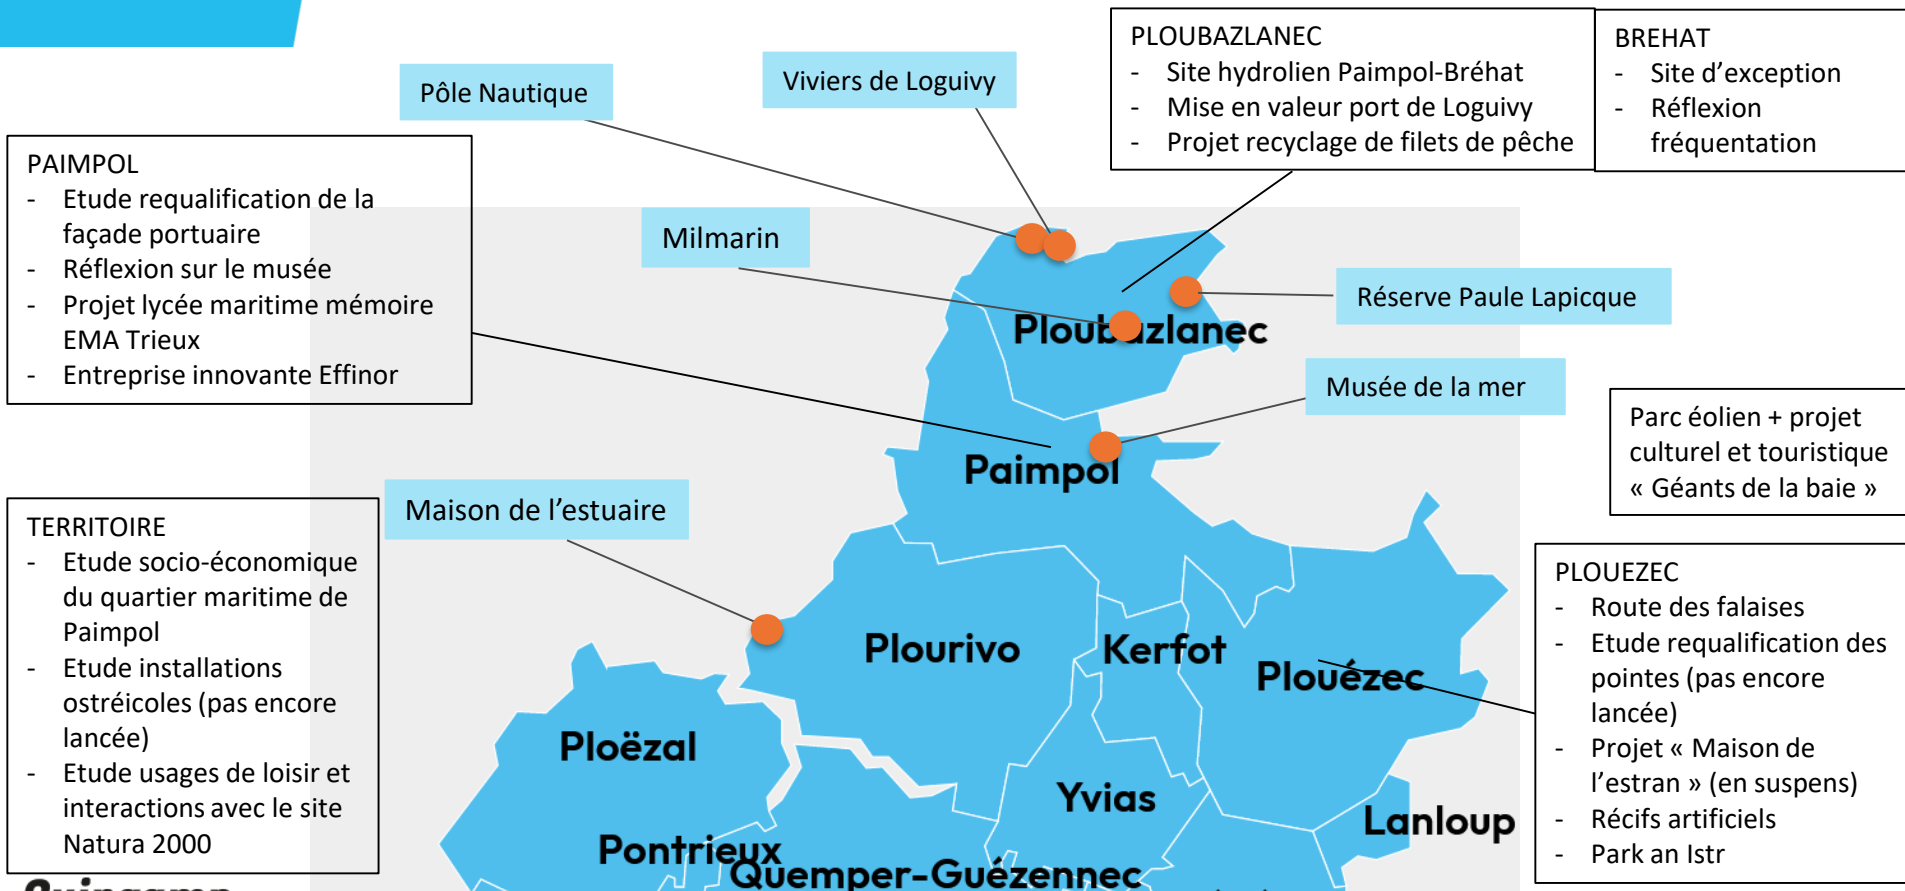 PLOUBAZLANEC
- Site hydrolien Paimpol-Bréhat
- Mise en valeur port de Loguivy
- Projet recyclage de filets de pêche
BREHAT
- Site d’exception
- Réflexion
fréquentation
Pôle Nautique
Viviers de Loguivy
PAIMPOL
- Etude requalification de la
façade portuaire
- Réflexion sur le musée
- Projet lycée maritime mémoire
EMA Trieux
- Entreprise innovante Effinor
Milmarin
Réserve Paule Lapicque
Ploubazlanec
Musée de la mer
Paimpol
Parc éolien + projet
culturel et touristique
« Géants de la baie »
Maison de l’estuaire
TERRITOIRE
- Etude socio-économique
du quartier maritime de
Paimpol
- Etude installations
ostréicoles (pas encore
lancée)
- Etude usages de loisir et
interactions avec le site
Natura 2000
PLOUEZEC
- Route des falaises
- Etude requalification des
pointes (pas encore
lancée)
- Projet « Maison de
l’estran » (en suspens)
- Récifs artificiels
- Park an Istr
Plourivo
Kerfot
Plouézec
Ploëzal
Yvias
Lanloup
Pontrieux
Quemper-Guézennec